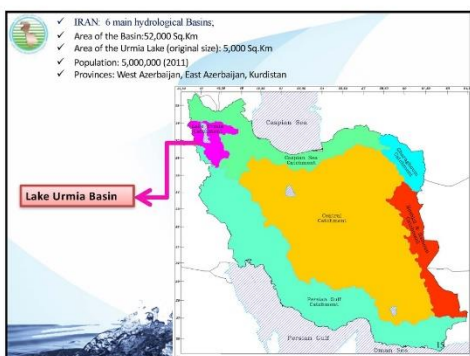 ✓ IRAN: 6 main hydrological Basins;
✓ Area of the Basin:52,000 Sq.Km
✓ Area of the Urmia Lake (original size): 5,000 Sq.Km
✓ Population: 5,000,000 (2011)
✓ Provinces: West Azerbaijan, East Azerbaijan, Kurdistan
Caspian Sea
Caspian Sea
Catchment
Lake Urmia Basin
Central
Catchment
Persian Gulf
Catchment
Persian Gulf
Oman Sea
15